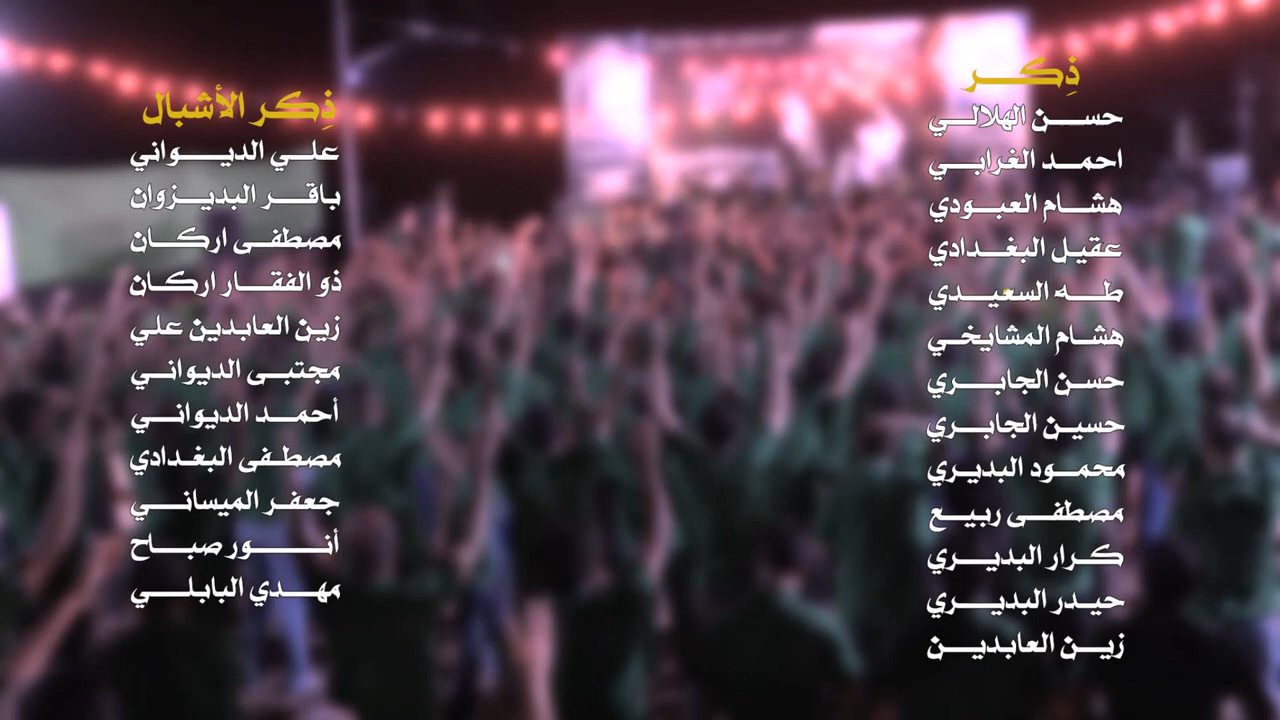 ذِكر
حسن الهلالي
احمد الغرابي
هشام العبودي
عقيل البغدادي
طه السعيدي
هشام المشايخي
حسن الجابري
حسين الجابري
محمود البديري
مصطفى ربيع
كرار البديري
حيدر البديري
زين العابدين
ذِكر الأشبال
علي الديواني
باقر البديزوان
مصطفى اركان
ذو الفقار اركان
زين العابدين علي
مجتبى الديواني
أحمد الديواني
مصطفى البغدادي
جعفر الميساني
أنور صباح
مهدي البابلي